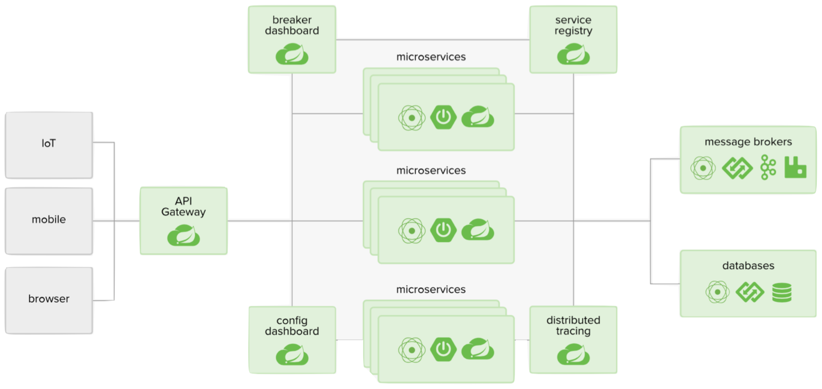 breaker
dashboard
service
registry
microservices
IoT
mobile
browser
API
Gateway
microservices
message brokers
databases
microservices
config
dashboard
distributed
tracing